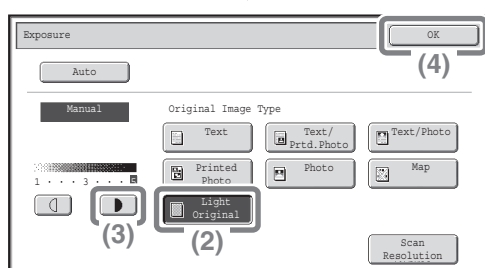 Exposure
OK
(4)
Auto
Manual
Original Image Type
Text
Text/
Prtd.Photo
Text/Photo
Printed
Photo
Photo
Map
1 · · · 3 · · · 5
Light
Original
(3)
(2)
Scan
Resolution